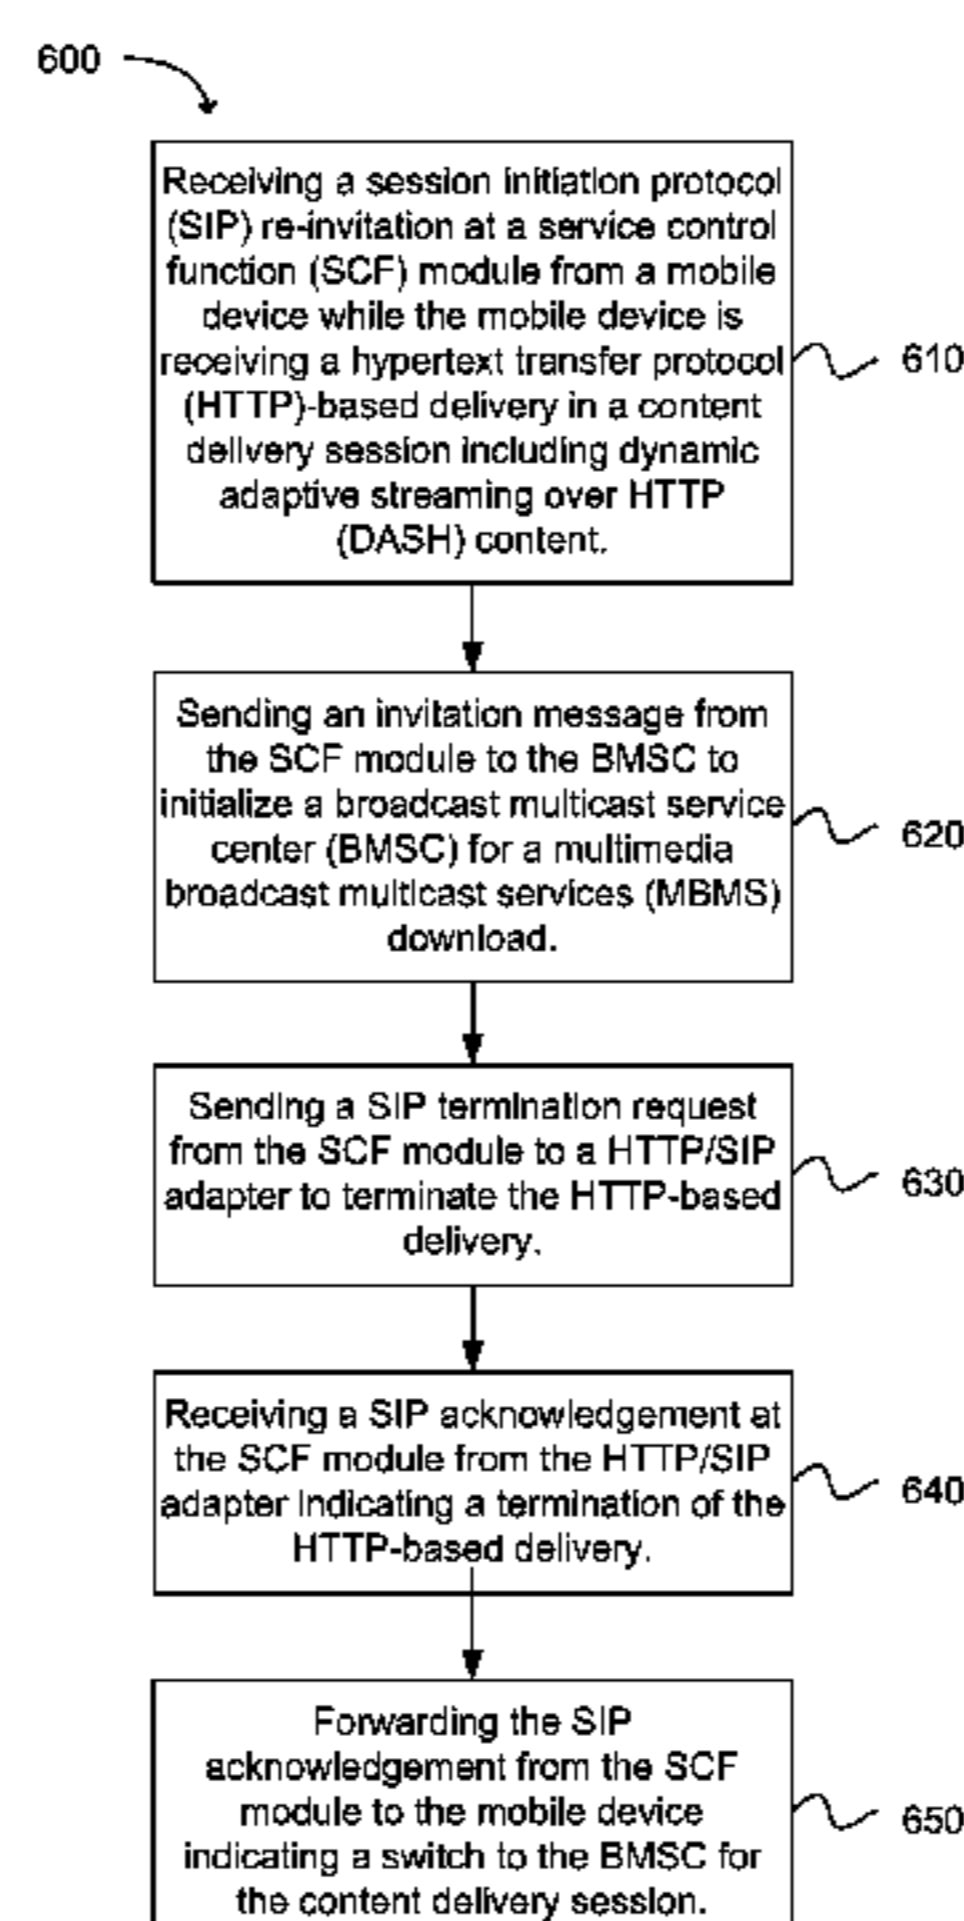 600
Receiving a session initiation protocol
(SIP) re-invitation at a service control
function (SCF) module from a mobile
device while the mobile device is
receiving a hypertext transfer protocol
(HTTP)-based delivery in a content
delivery session including dynamic
adaptive streaming over HTTP
(DASH) content.
610
Sending an invitation message from
the SCF module to the BMSC to
initialize a broadcast multicast service
center (BMSC) for a multimedia
broadcast multicast services (MBMS)
download.
620
Sending a SIP termination request
from the SCF module to a HTTP/SIP
adapter to terminate the HTTP-based
delivery.
630
Receiving a SIP acknowledgement at
the SCF module from the HTTP/SIP
adapter indicating a termination of the
HTTP-based delivery.
640
Forwarding the SIP
acknowledgement from the SCF
module to the mobile device
indicating a switch to the BMSC for
the content delivery session.
650